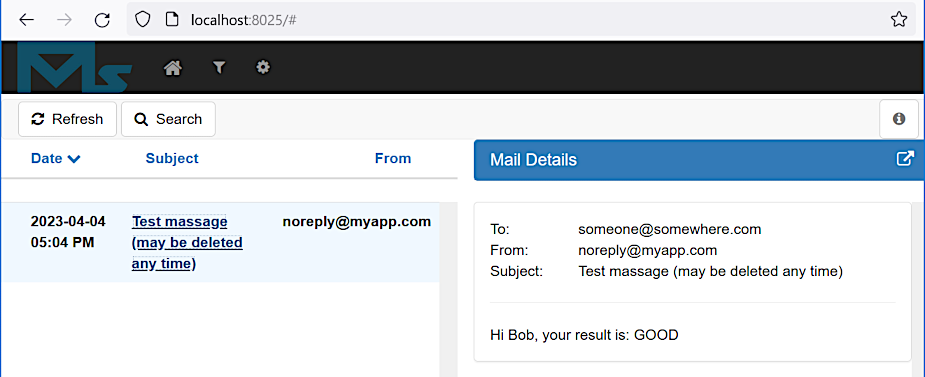 localhost:8025/#
Ms
Refresh
Search
Date
Subject
From
2023-04-04
05:04 PM
Test massage
(may be deleted
any time)
noreply@myapp.com
Mail Details
To: someone@somewhere.com
From: noreply@myapp.com
Subject: Test massage (may be deleted any time)
Hi Bob, your result is: GOOD